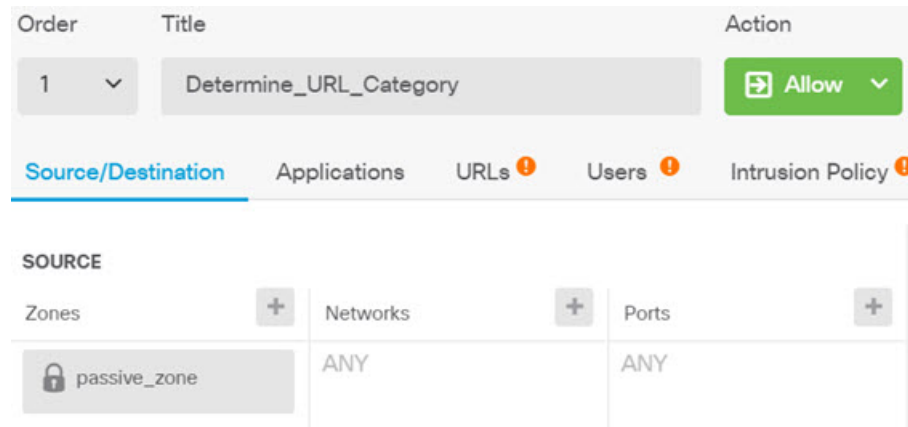 Order Title Action
1 Determine_URL_Category Allow
Source/Destination Applications URLs Users Intrusion Policy
SOURCE
Zones Networks Ports
passive_zone ANY ANY